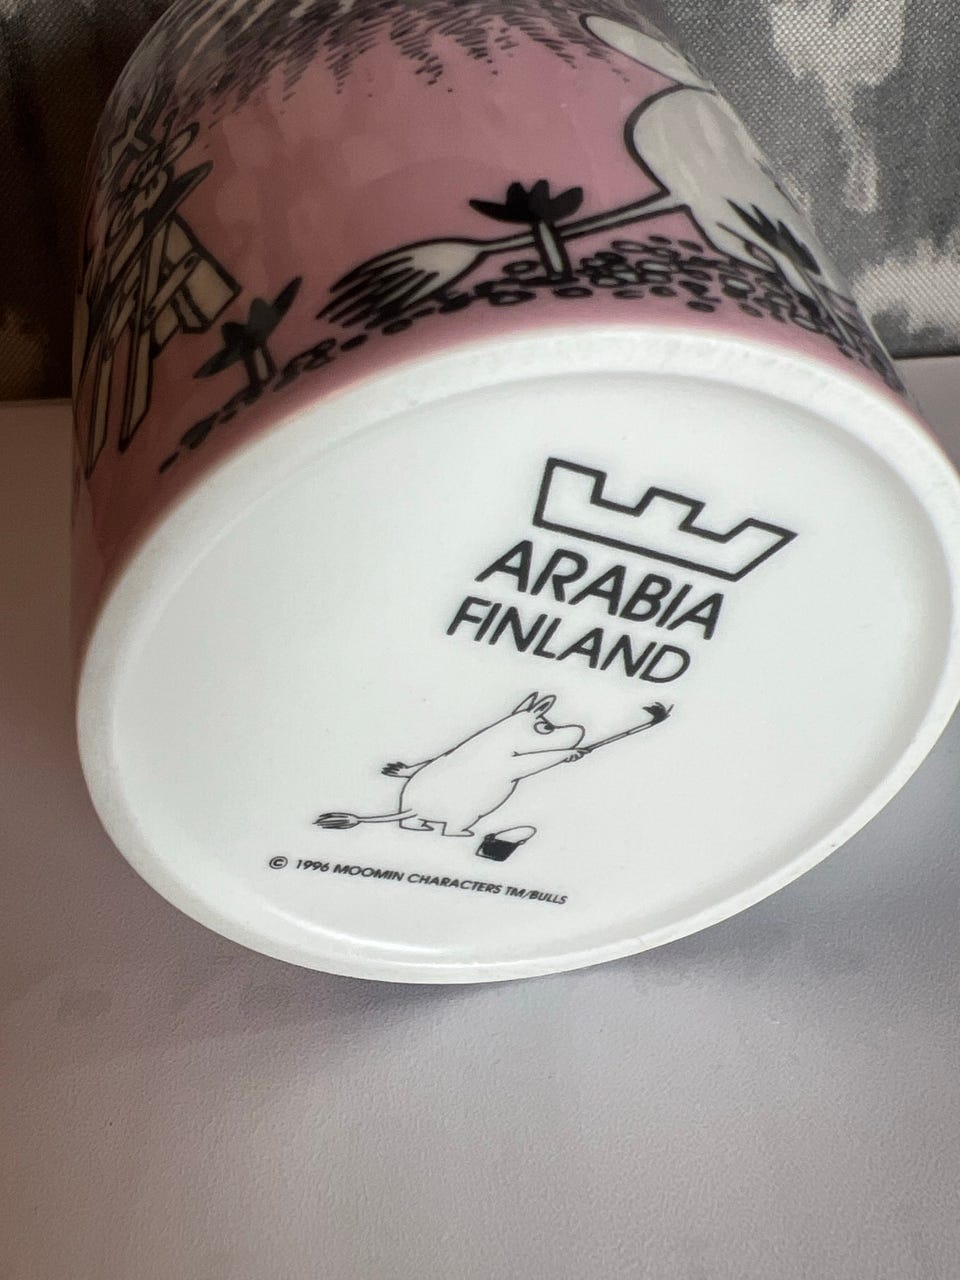 ARABIA
FINLAND
© 1996 MOOMIN CHARACTERS TM/BULLS